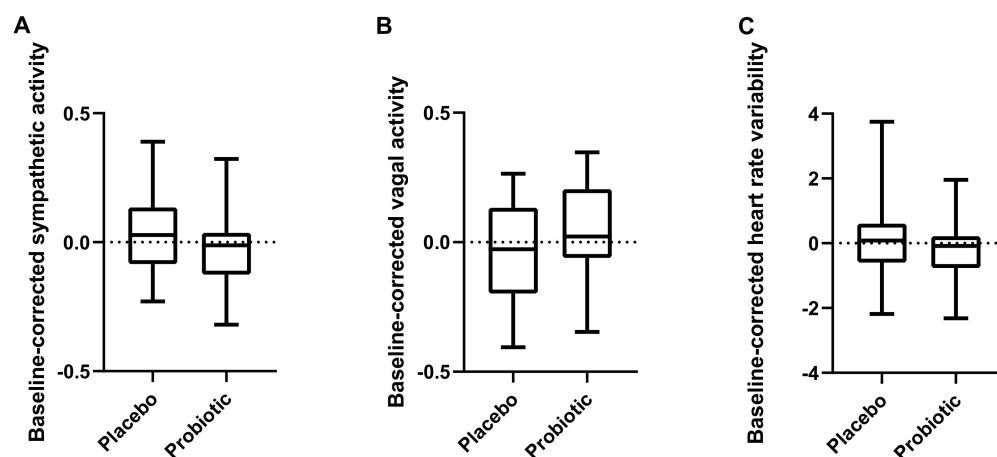 A
Baseline-corrected sympathetic activity
0.5
0.0
-0.5
Placebo
Probiotic
B
Baseline-corrected vagal activity
0.5
0.0
-0.5
Placebo
Probiotic
C
Baseline-corrected heart rate variability
4
2
0
-2
-4
Placebo
Probiotic